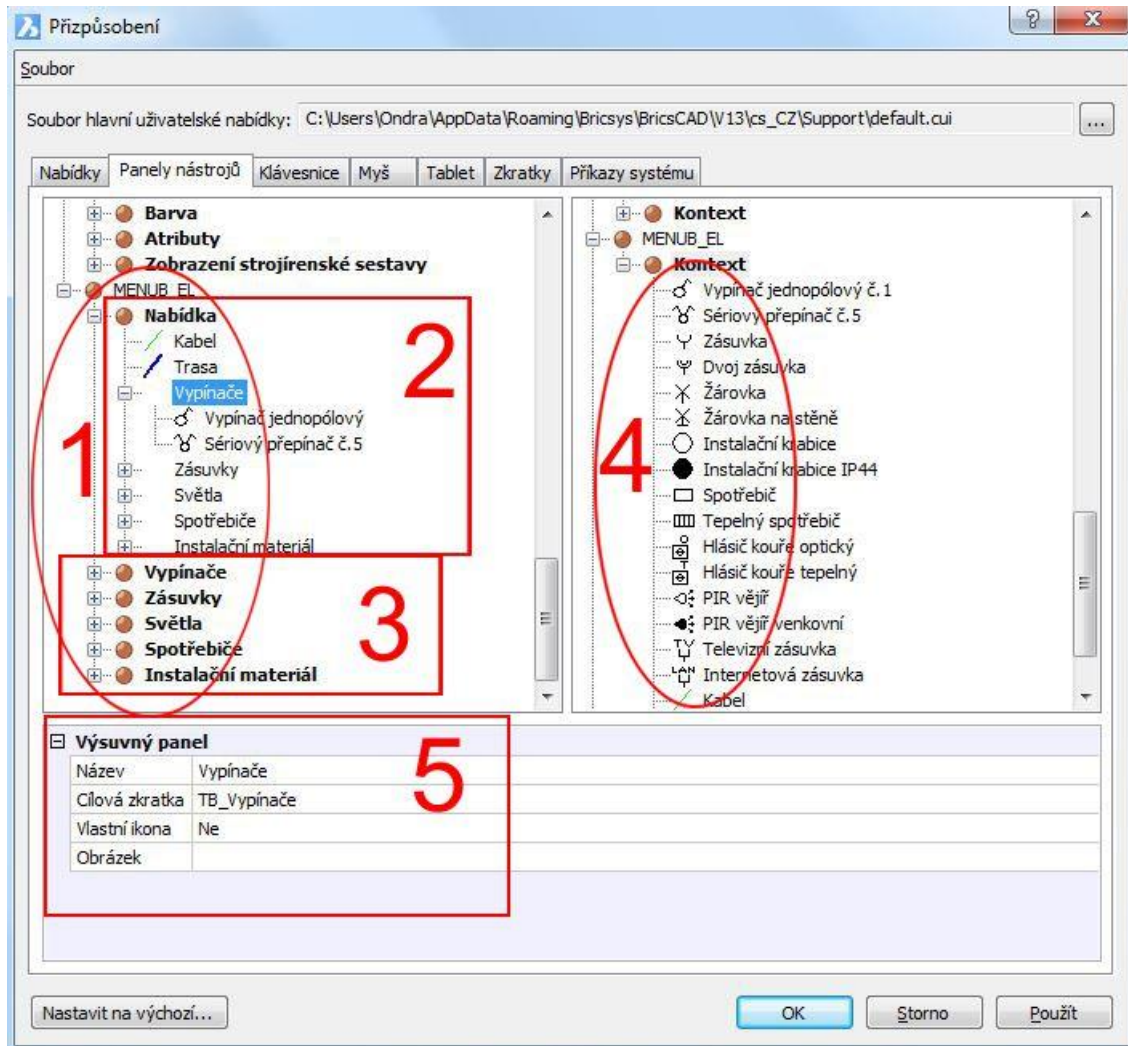 Přizpůsobení
Soubor
Soubor hlavní uživatelské nabídky: C:\Users\Ondra\AppData\Roaming\Bricsys\BricsCAD\V13\cs_CZ\Support\default.cui ...
Nabídky Panely nástrojů Klávesnice Myš Tablet Zkratky Příkazy systému
Barva
Atributy
Zobrazení strojírenské sestavy
MENUB_EL
Nabídka
Kabel
Trasa
Vypínače
Vypínač jednopólový
Sériový přepínač č.5
Zásuvky
Světla
Spotřebiče
Instalační materiál
Vypínače
Zásuvky
Světla
Spotřebiče
Instalační materiál
1
2
3
Kontext
MENUB_EL
Kontext
Vypínač jednopólový č.1
Sériový přepínač č.5
Zásuvka
Dvoj zásuvka
Žárovka
Žárovka na stěně
Instalační krabice
Instalační krabice IP44
Spotřebič
Tepelný spotřebič
Hlásič kouře optický
Hlásič kouře tepelný
PIR vějíř
PIR vějíř venkovní
TV Televizní zásuvka
LAN Internetová zásuvka
Kabel
4
Výsuvný panel
Název Vypínače
Cílová zkratka TB_Vypínače
Vlastní ikona Ne
Obrázek
5
Nastavit na výchozí... OK Storno Použít